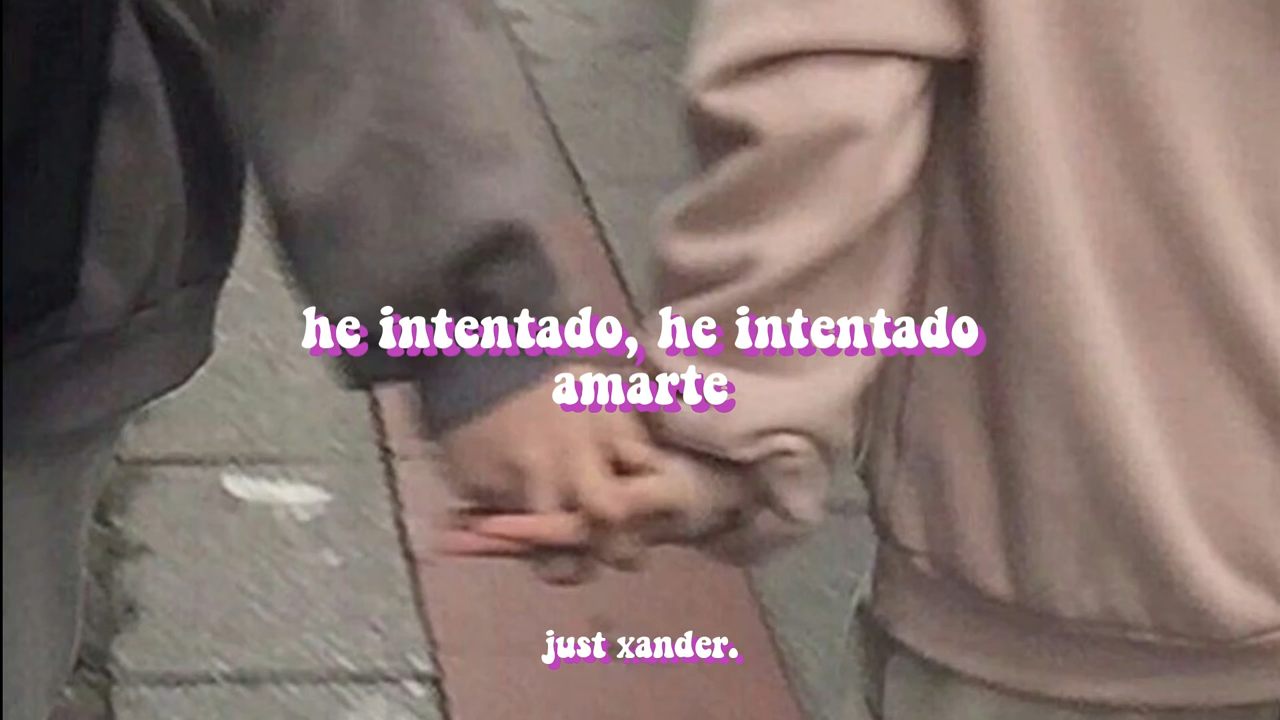 he intentado, he intentado
amarte
just xander.